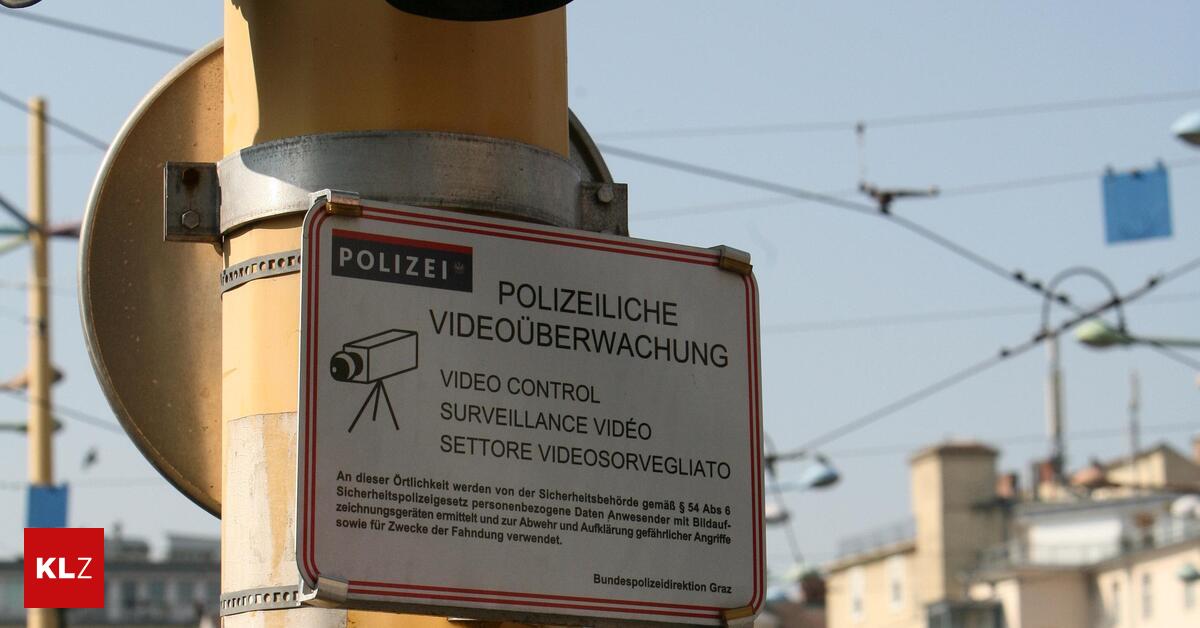 POLIZEI
POLIZEILICHE
VIDEOÜBERWACHUNG
VIDEO CONTROL
SURVEILLANCE VIDÉO
SETTORE VIDEOSORVEGLIATO
An dieser Örtlichkeit werden von der Sicherheitsbehörde gemäß § 54 Abs 6
Sicherheitspolizeigesetz personenbezogene Daten Anwesender mit Bildauf-
zeichnungsgeräten ermittelt und zur Abwehr und Aufklärung gefährlicher Angriffe
sowie für Zwecke der Fahndung verwendet.
Bundespolizeidirektion Graz
KLZ